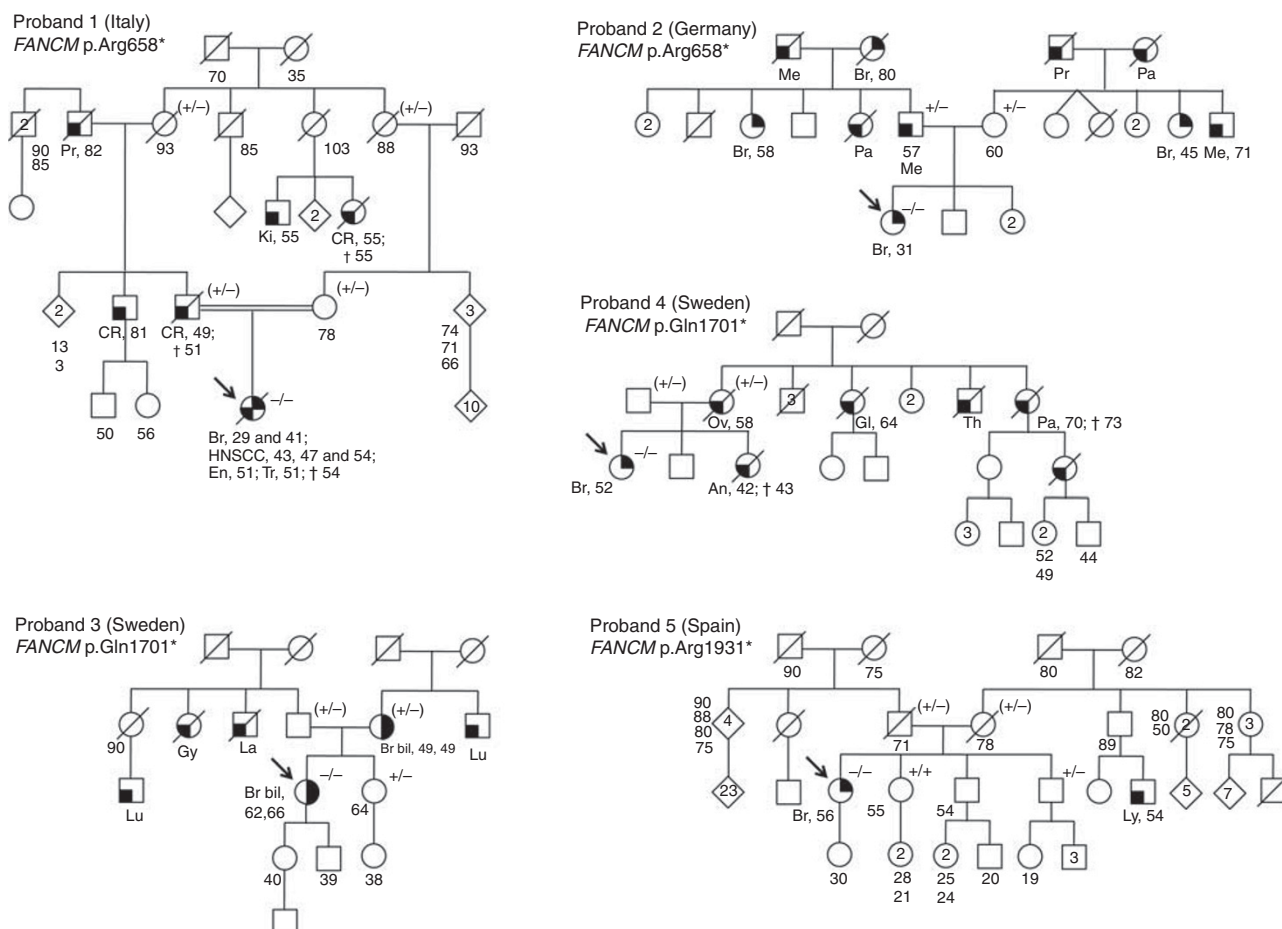 Proband 1 (Italy)
FANCM p.Arg658*
70
35
(+/−)
(+/−)
2
90
85
Pr, 82
93
85
103
88
93
Ki, 55
2
CR, 55;
† 55
(+/−)
(+/−)
2
13
3
CR, 81
CR, 49;
† 51
78
3
74
71
66
−/−
10
50
56
Br, 29 and 41;
HNSCC, 43, 47 and 54;
En, 51; Tr, 51; † 54
Proband 2 (Germany)
FANCM p.Arg658*
Me
Br, 80
Pr
Pa
+/−
+/−
2
Br, 58
Pa
57
Me
60
2
Br, 45
Me, 71
−/−
Br, 31
2
Proband 4 (Sweden)
FANCM p.Gln1701*
(+/−)
(+/−)
Ov, 58
3
Gl, 64
2
Th
Pa, 70; † 73
−/−
Br, 52
An, 42; † 43
3
2
52
49
44
Proband 3 (Sweden)
FANCM p.Gln1701*
(+/−)
(+/−)
90
Gy
La
Br bil, 49, 49
Lu
Lu
−/−
Br bil,
62,66
+/−
64
40
39
38
Proband 5 (Spain)
FANCM p.Arg1931*
90
75
80
82
90
88
80
75
4
(+/−)
(+/−)
71
78
89
80
50
2
80
78
75
3
23
−/−
Br, 56
+/+
55
54
+/−
Ly, 54
5
7
30
2
28
21
2
25
24
20
19
3